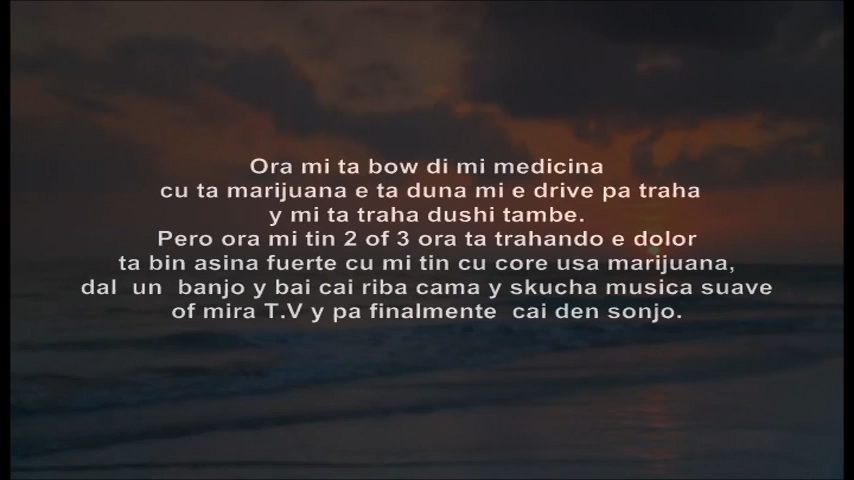 Ora mi ta bow di mi medicina
cu ta marijuana e ta duna mi e drive pa traha
y mi ta traha dushi tambe.
Pero ora mi tin 2 of 3 ora ta trahando e dolor
ta bin asina fuerte cu mi tin cu core usa marijuana,
dal un banjo y bai cai riba cama y skucha musica suave
of mira T.V y pa finalmente cai den sonjo.